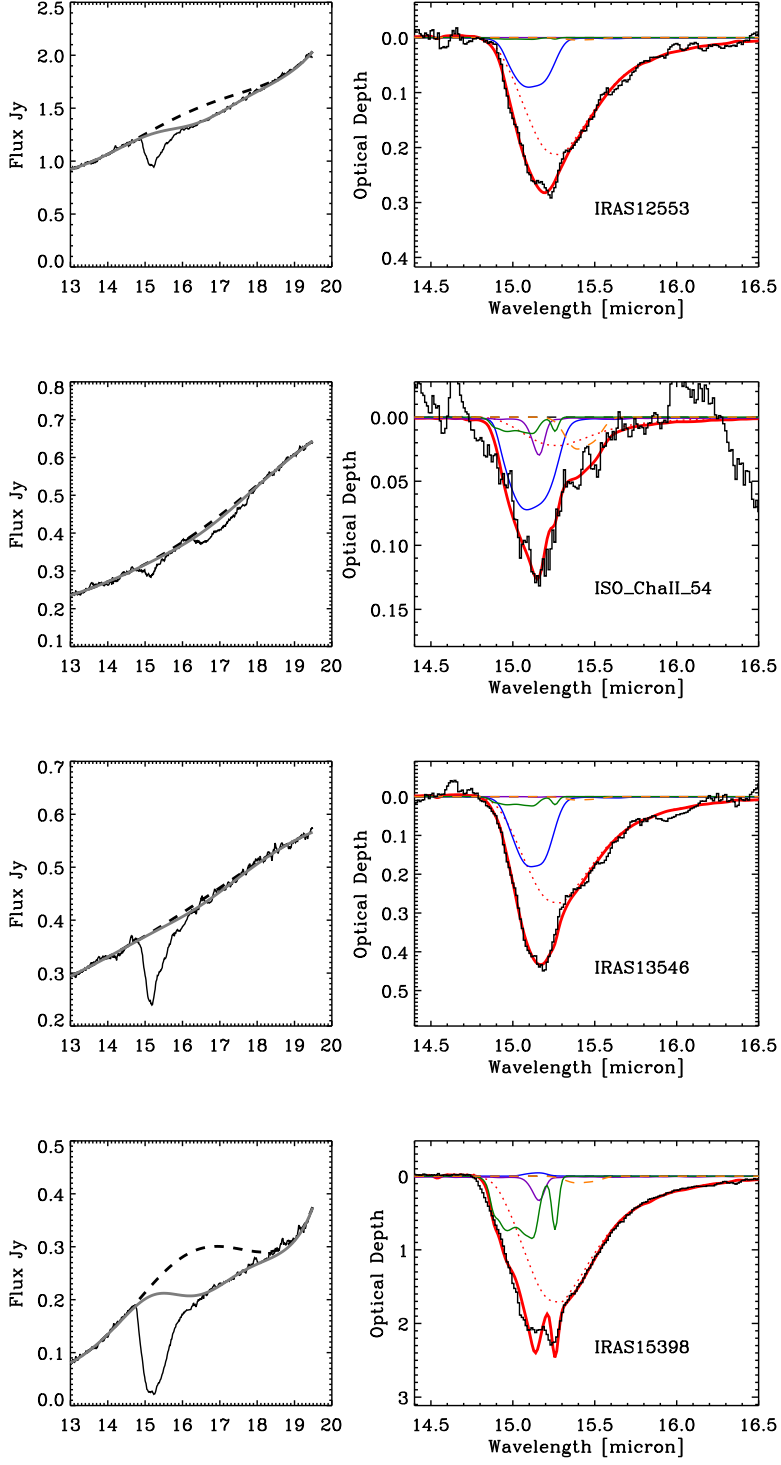 2.5
2.0
1.5
1.0
0.5
0.0
Flux Jy
13 14 15 16 17 18 19 20
0.0
0.1
0.2
0.3
0.4
Optical Depth
IRAS12553
14.5 15.0 15.5 16.0 16.5
Wavelength [micron]
0.8
0.7
0.6
0.5
0.4
0.3
0.2
0.1
Flux Jy
13 14 15 16 17 18 19 20
0.00
0.05
0.10
0.15
Optical Depth
ISO_ChaII_54
14.5 15.0 15.5 16.0 16.5
Wavelength [micron]
0.7
0.6
0.5
0.4
0.3
0.2
Flux Jy
13 14 15 16 17 18 19 20
0.0
0.1
0.2
0.3
0.4
0.5
Optical Depth
IRAS13546
14.5 15.0 15.5 16.0 16.5
Wavelength [micron]
0.5
0.4
0.3
0.2
0.1
0.0
Flux Jy
13 14 15 16 17 18 19 20
0
1
2
3
Optical Depth
IRAS15398
14.5 15.0 15.5 16.0 16.5
Wavelength [micron]